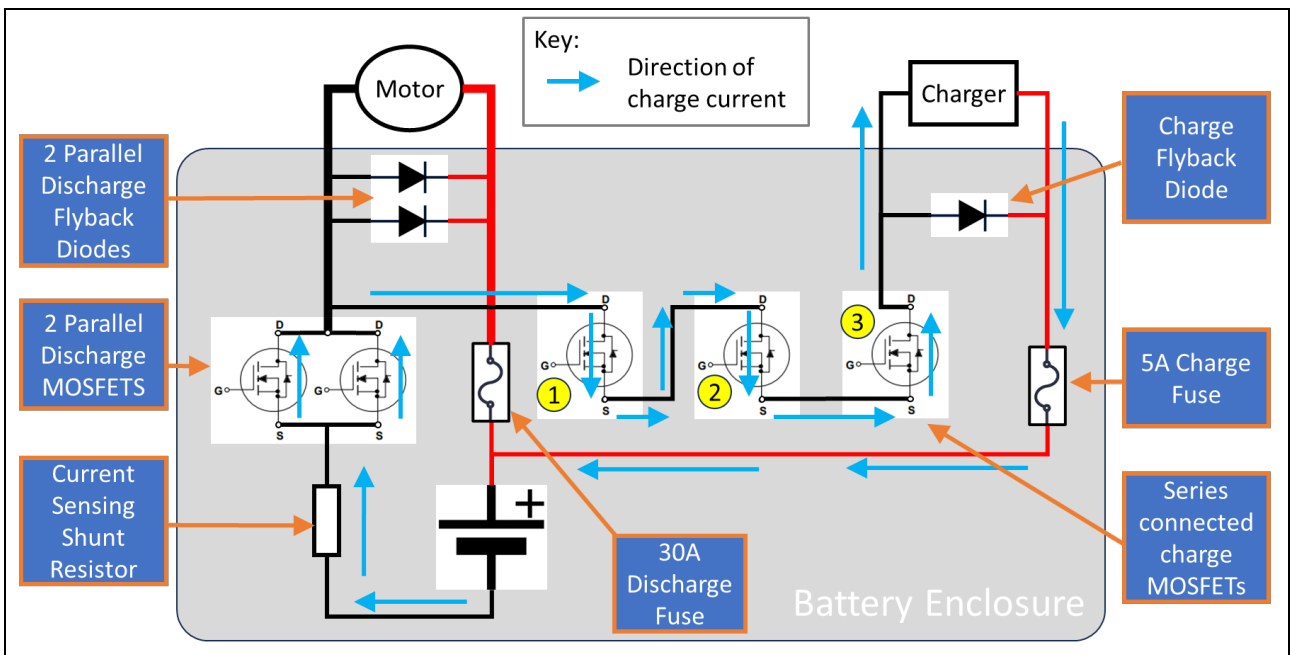 Key:
Direction of
charge current
Motor
Charger
2 Parallel
Discharge
Flyback
Diodes
Charge
Flyback
Diode
2 Parallel
Discharge
MOSFETS
D
D
G
G
S
S
D
G
1
S
D
G
2
S
3
D
G
S
5A Charge
Fuse
Current
Sensing
Shunt
Resistor
+
30A
Discharge
Fuse
Series
connected
charge
MOSFETs
Battery Enclosure